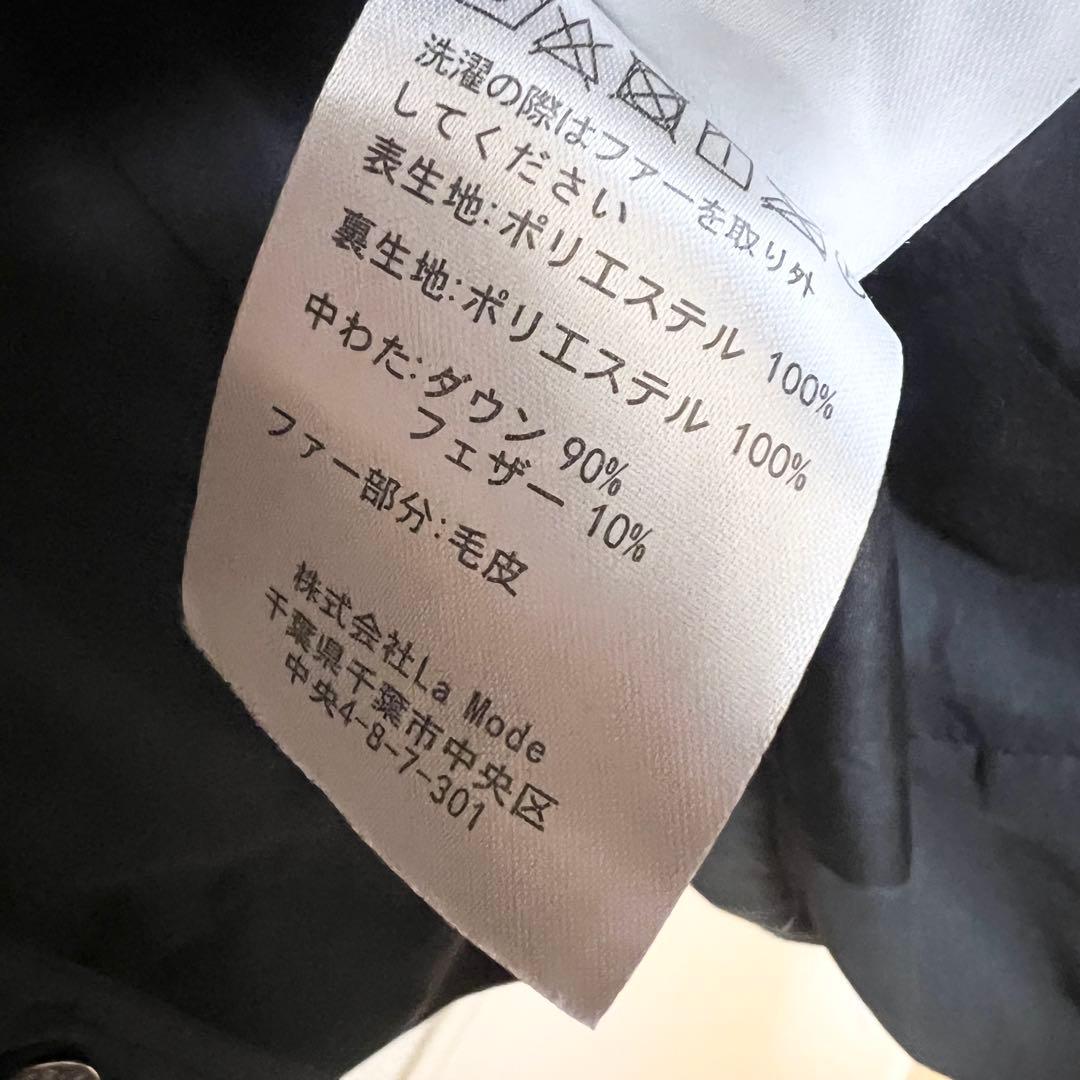 洗濯の際はファーを取り外
してください
表生地:ポリエステル 100%
裏生地:ポリエステル 100%
中わた:ダウン 90%
フェザー 10%
ファー部分:毛皮
株式会社La Mode
千葉県千葉市中央区
中央4-8-7-301